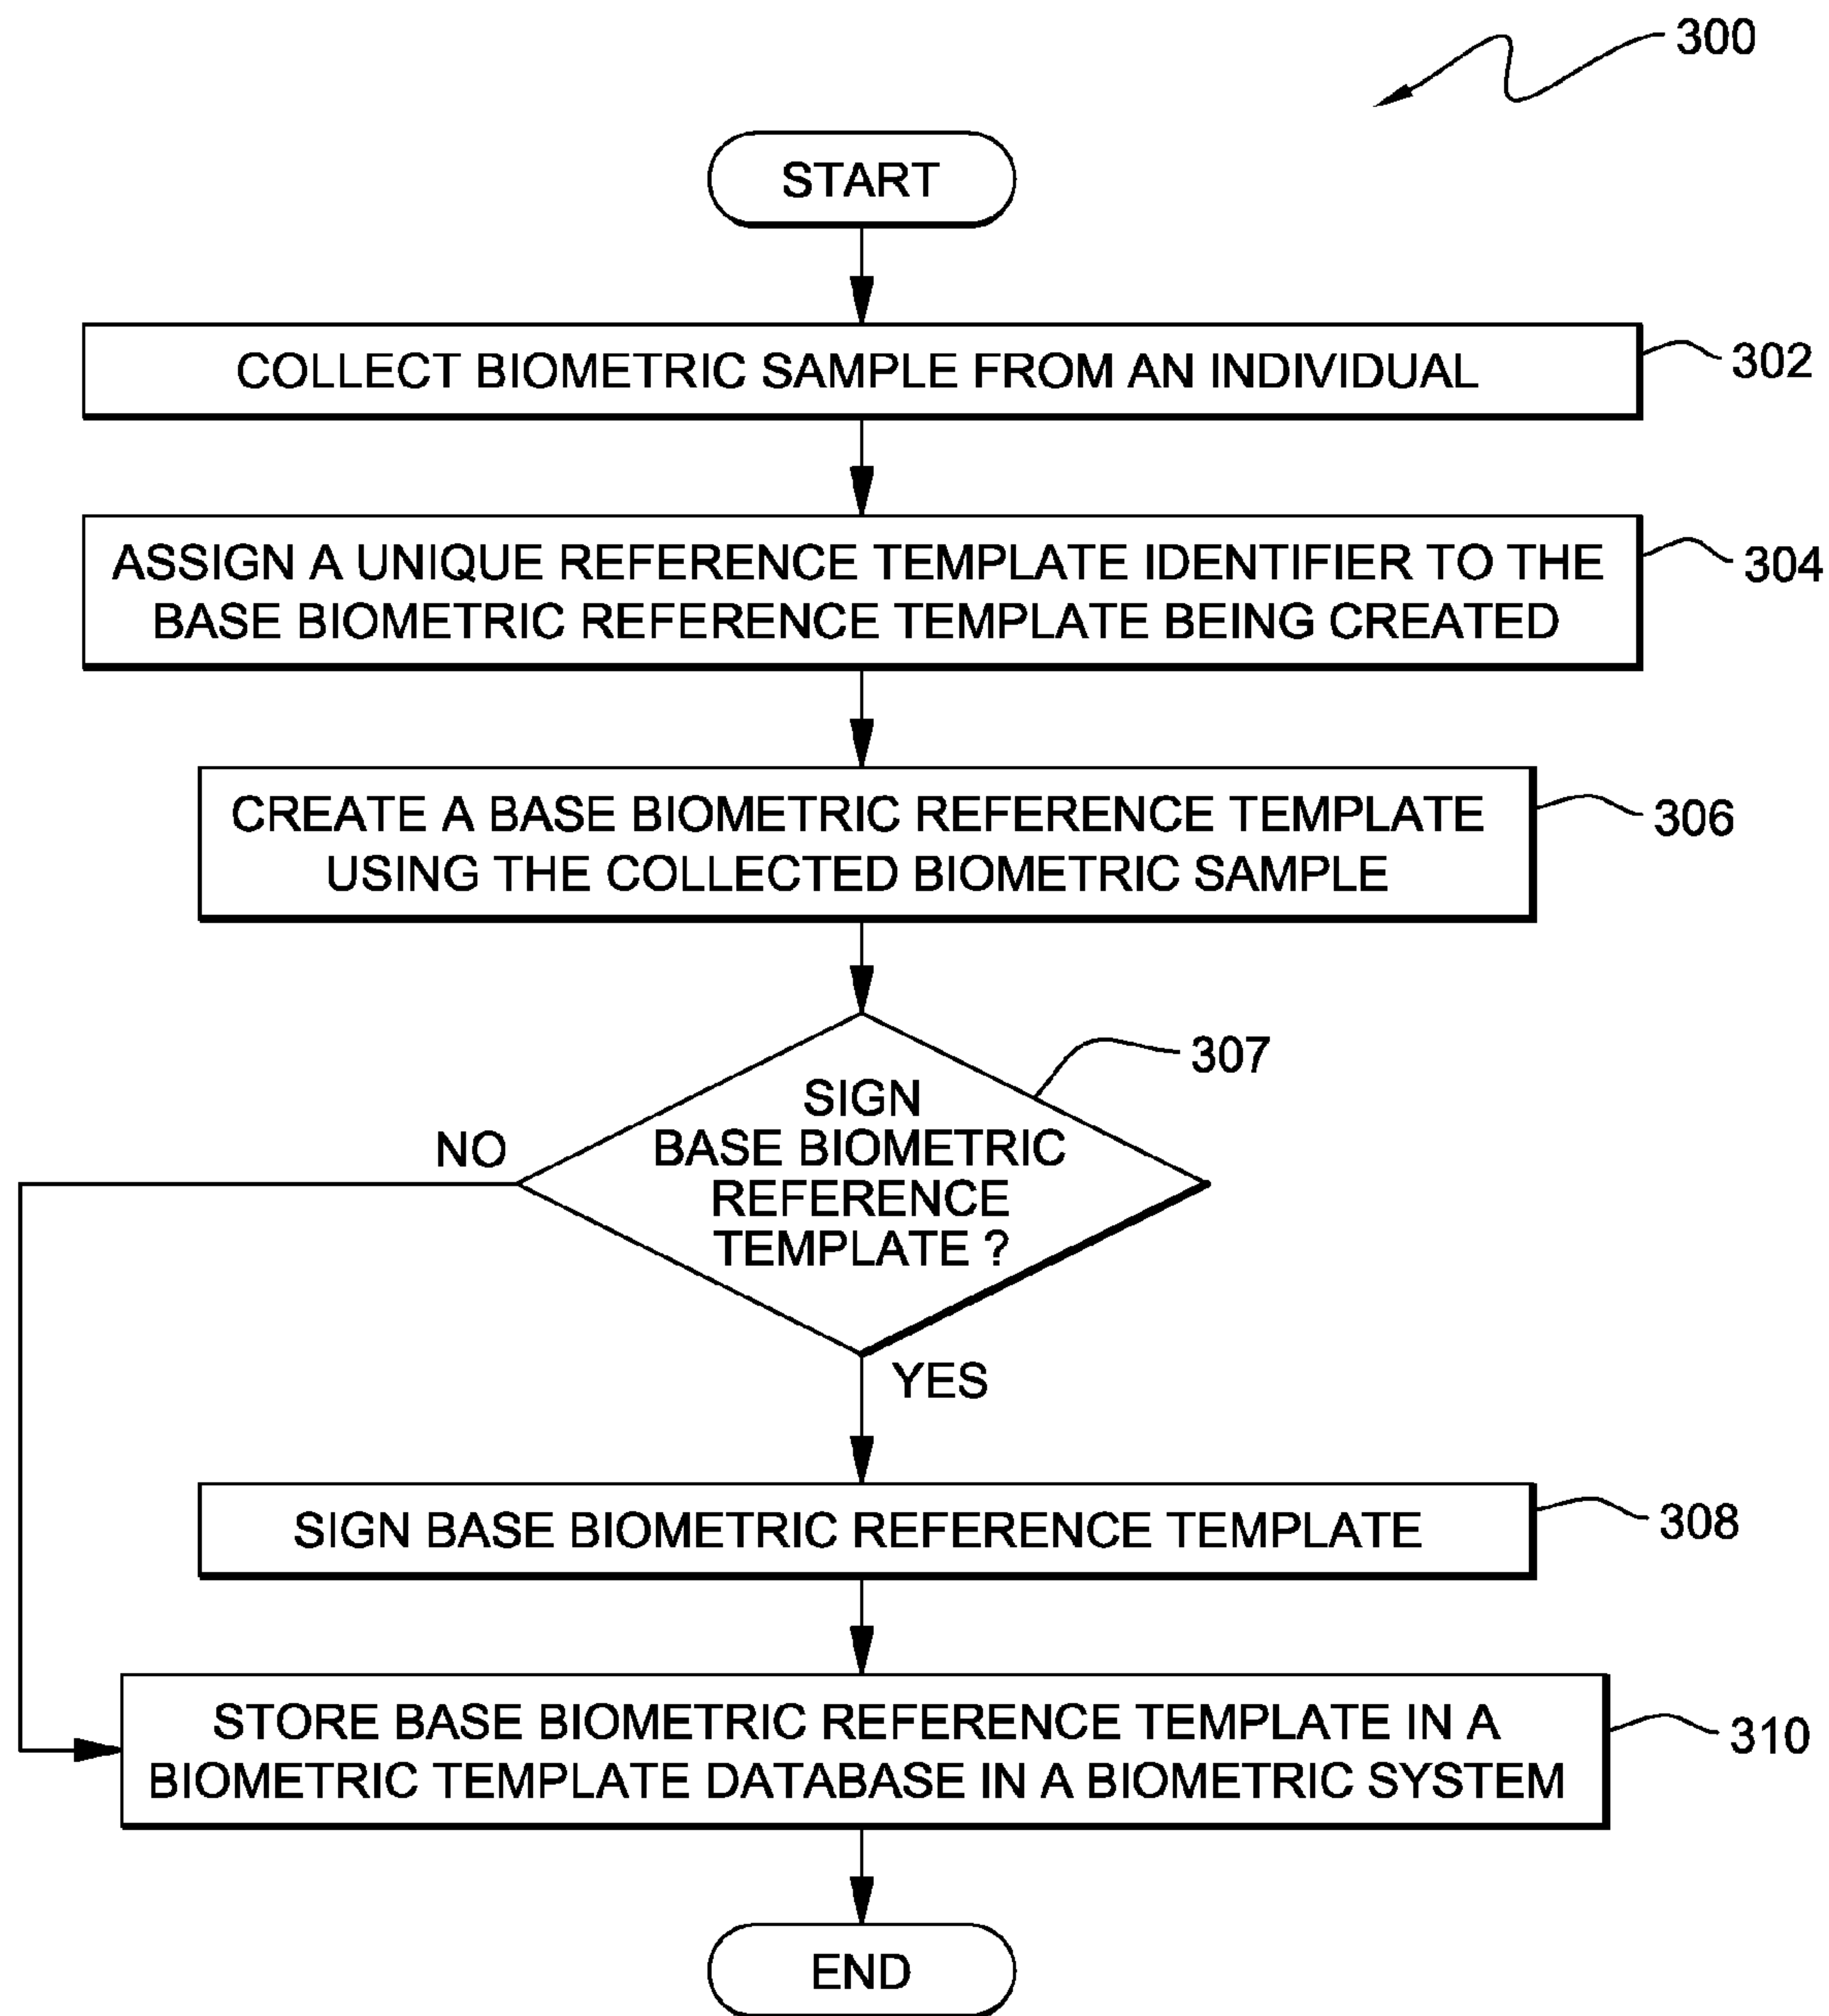 300
START
COLLECT BIOMETRIC SAMPLE FROM AN INDIVIDUAL
302
ASSIGN A UNIQUE REFERENCE TEMPLATE IDENTIFIER TO THE
BASE BIOMETRIC REFERENCE TEMPLATE BEING CREATED
304
CREATE A BASE BIOMETRIC REFERENCE TEMPLATE
USING THE COLLECTED BIOMETRIC SAMPLE
306
307
SIGN
BASE BIOMETRIC
REFERENCE
TEMPLATE ?
NO
YES
SIGN BASE BIOMETRIC REFERENCE TEMPLATE
308
STORE BASE BIOMETRIC REFERENCE TEMPLATE IN A
BIOMETRIC TEMPLATE DATABASE IN A BIOMETRIC SYSTEM
310
END